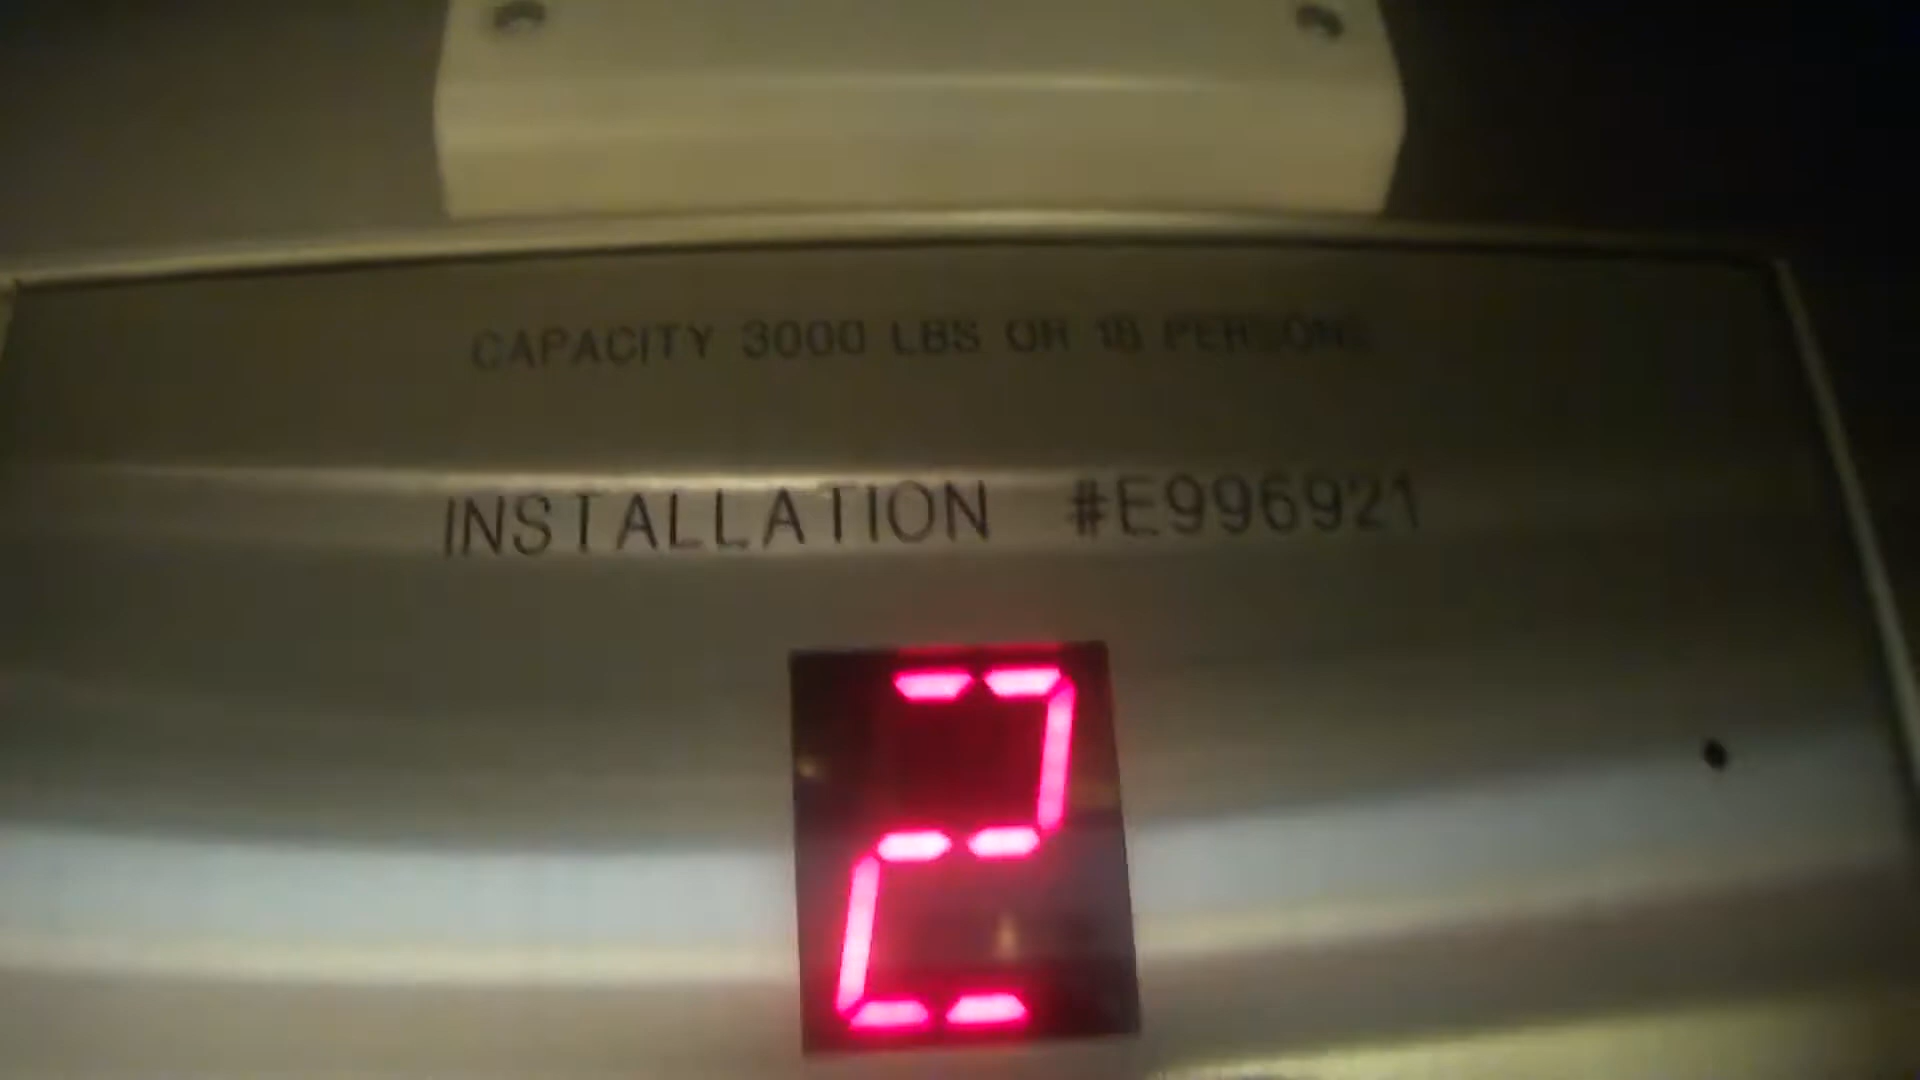 CAPACITY 3000 LBS OR 18 PERSONS
INSTALLATION #E996921
2